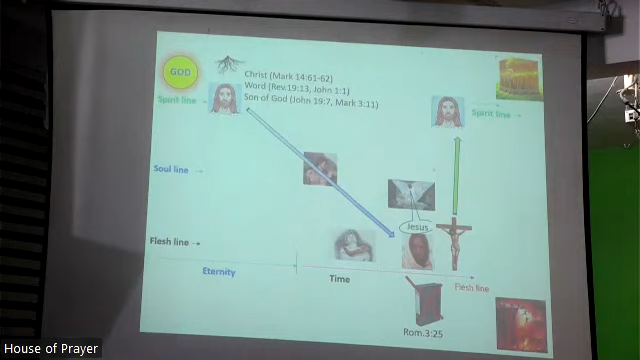 GOD
Christ (Mark 14:61-62)
Word (Rev.19:13, John 1:1)
Son of God (John 19:7, Mark 3:11)
Spirit line →
Spirit line →
Soul line →
Jesus
Flesh line →
Eternity
Time
Flesh line
Rom.3:25
House of Prayer